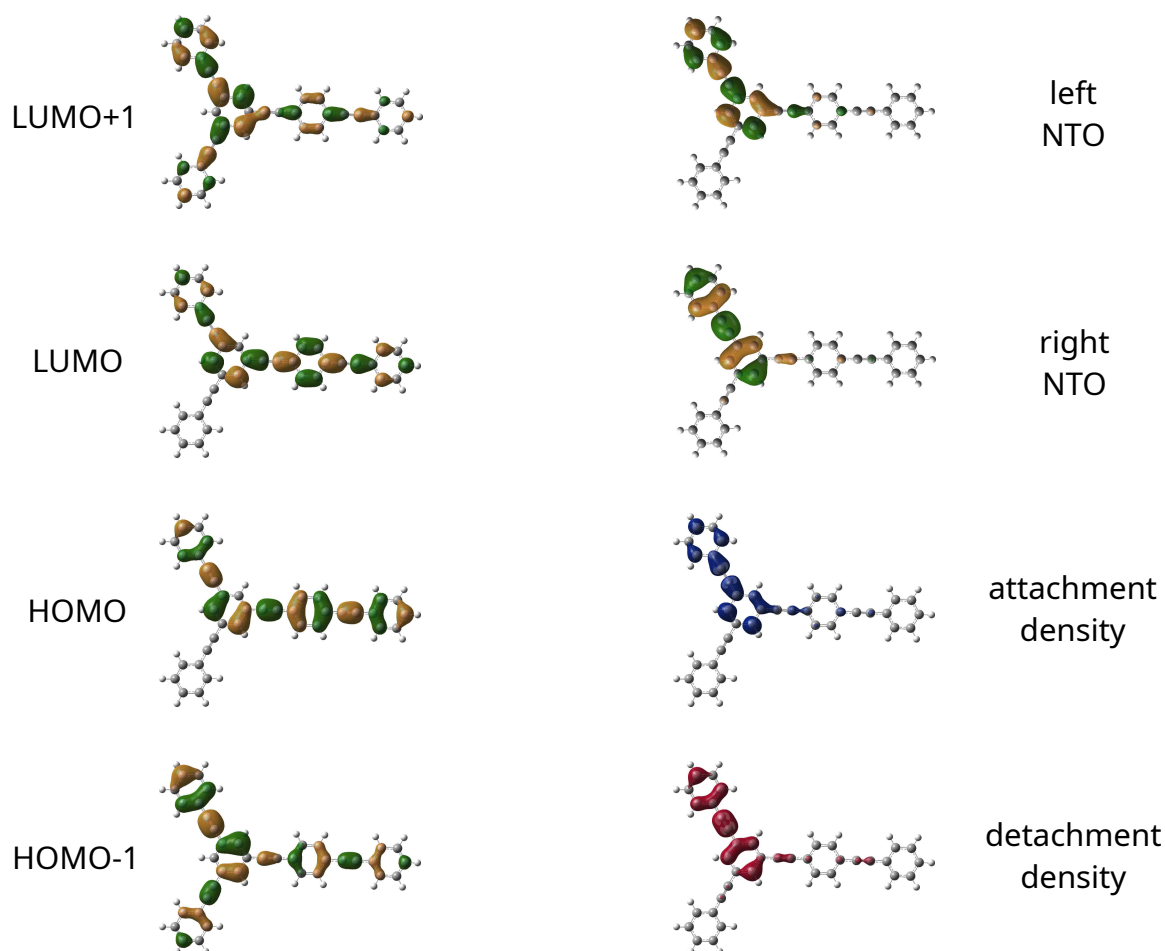 LUMO+1
left
NTO
LUMO
right
NTO
HOMO
attachment
density
HOMO-1
detachment
density